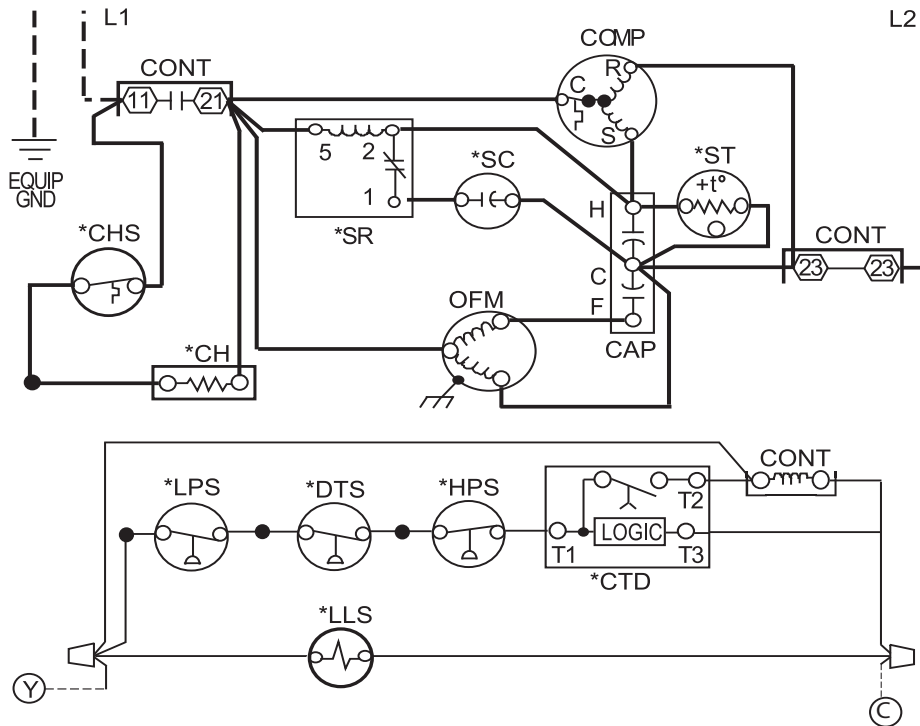 L1
L2
COMP
CONT
R
C
11
21
S
5
2
*SC
*ST
+t°
EQUIP
GND
1
H
*SR
*CHS
CONT
C
23
23
OFM
F
*CH
CAP
CONT
*LPS
*DTS
*HPS
T2
LOGIC
T1
T3
*CTD
*LLS
Y
C